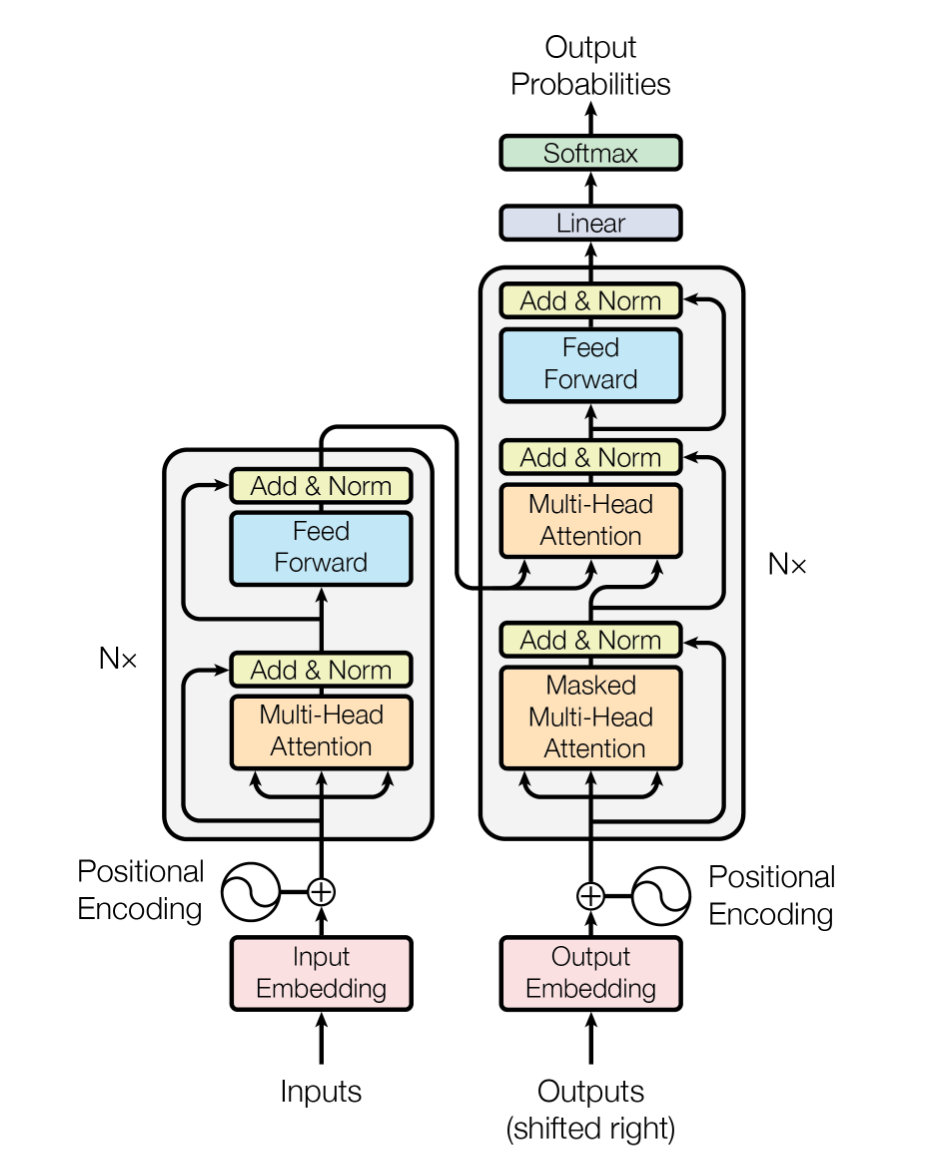 Output
Probabilities
Softmax
Linear
Add & Norm
Feed
Forward
Add & Norm
Multi-Head
Attention
N×
Add & Norm
Masked
Multi-Head
Attention
Add & Norm
Feed
Forward
N×
Add & Norm
Multi-Head
Attention
Positional
Encoding
Positional
Encoding
Input
Embedding
Output
Embedding
Inputs
Outputs
(shifted right)